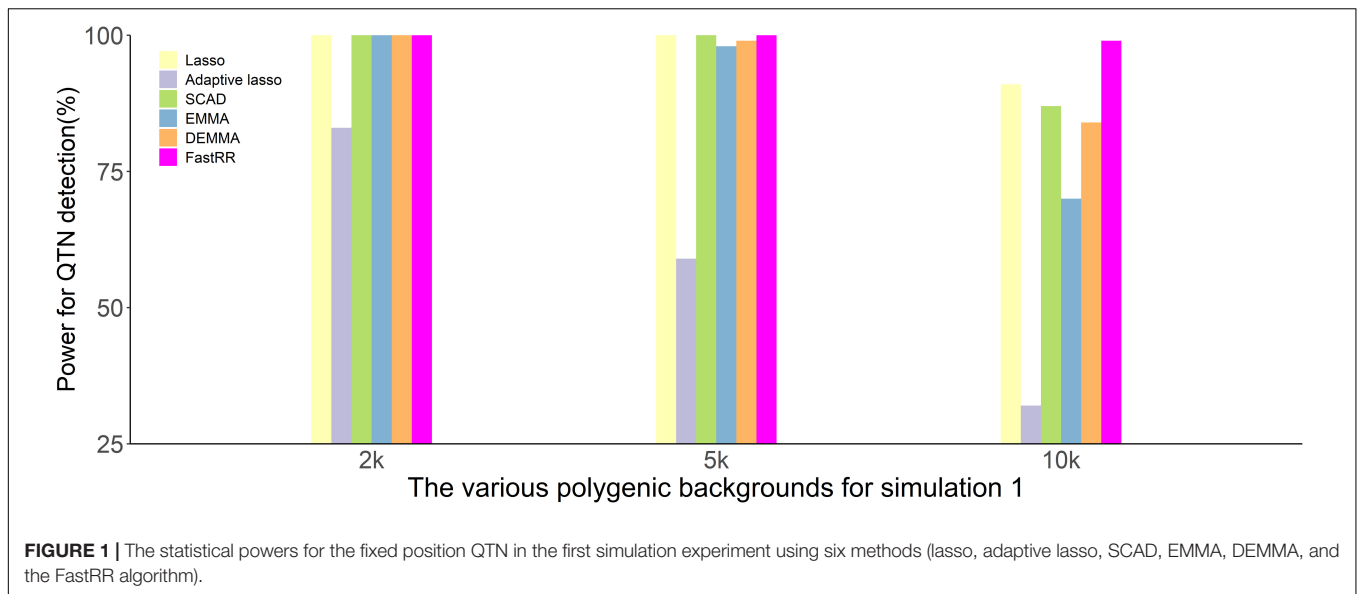 100
75
50
25
Power for QTN detection(%)
Lasso
Adaptive lasso
SCAD
EMMA
DEMMA
FastRR
2k
5k
10k
The various polygenic backgrounds for simulation 1
FIGURE 1 | The statistical powers for the fixed position QTN in the first simulation experiment using six methods (lasso, adaptive lasso, SCAD, EMMA, DEMMA, and
the FastRR algorithm).